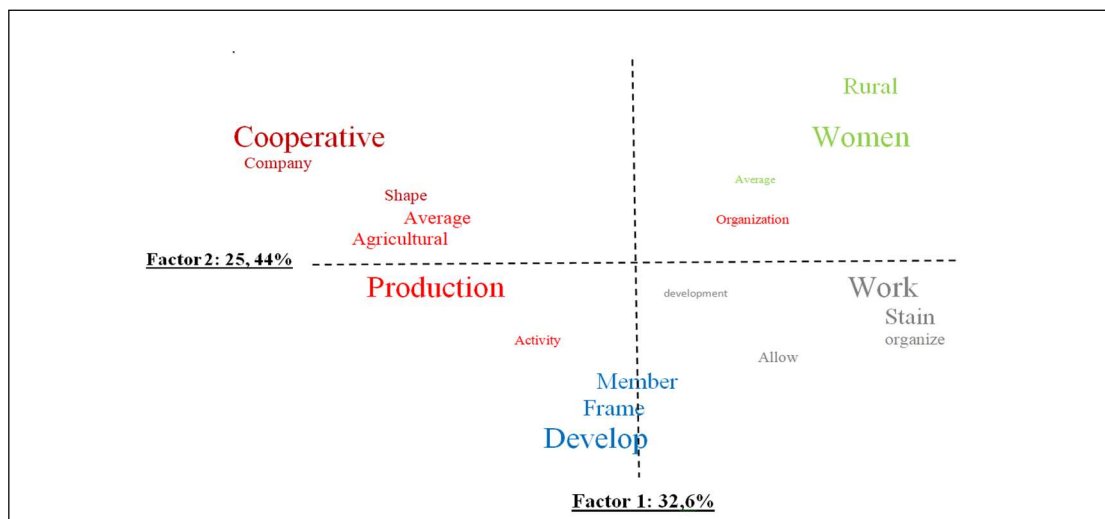 Rural
Cooperative
Women
Company
Average
Shape
Average
Organization
Agricultural
Factor 2: 25, 44%
Production
development
Work
Stain
Activity
organize
Allow
Member
Frame
Develop
Factor 1: 32,6%